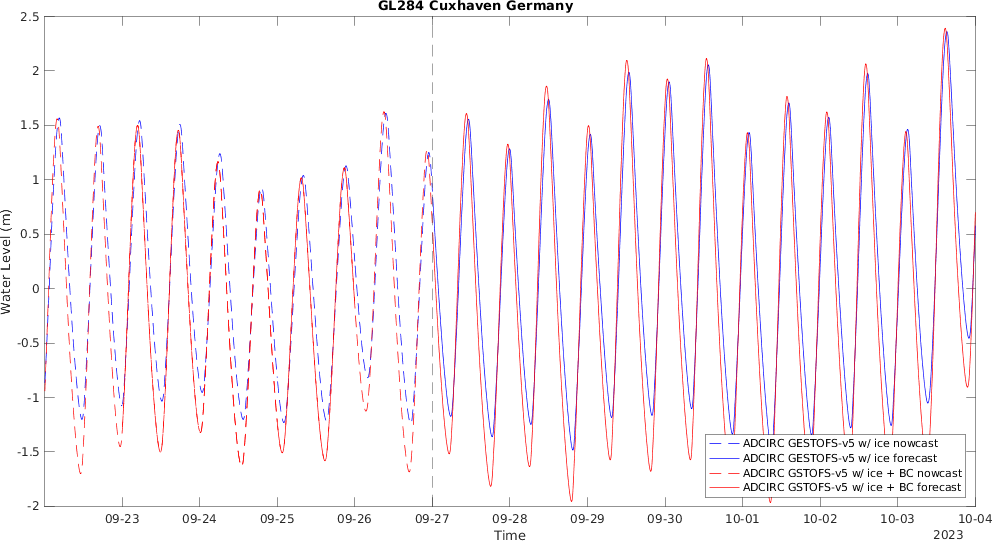 GL284 Cuxhaven Germany
2.5
2
1.5
1
0.5
0
-0.5
-1
-1.5
-2
Water Level (m)
ADCIRC GESTOFS-v5 w/ ice nowcast
ADCIRC GESTOFS-v5 w/ ice forecast
ADCIRC GSTOFS-v5 w/ ice + BC nowcast
ADCIRC GSTOFS-v5 w/ ice + BC forecast
09-23 09-24 09-25 09-26 09-27 09-28 09-29 09-30 10-01 10-02 10-03 10-04
Time
2023